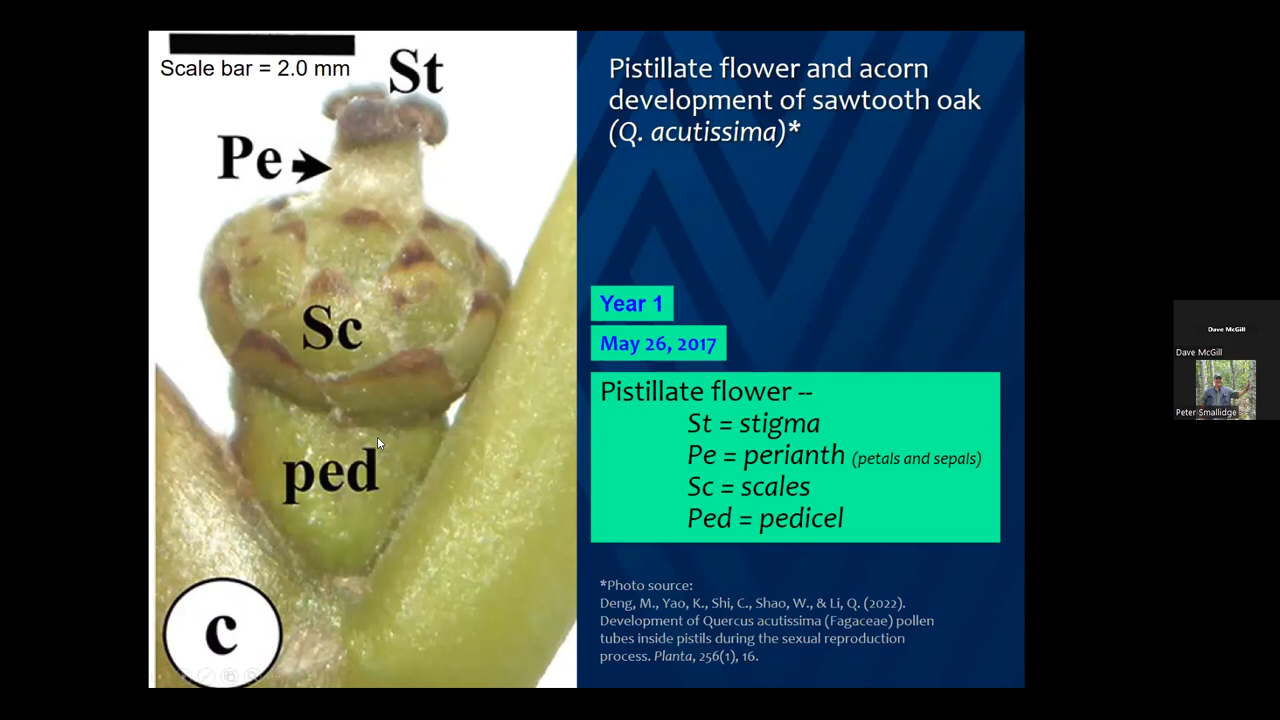 Scale bar = 2.0 mm
St
Pe
Sc
ped
c
Pistillate flower and acorn
development of sawtooth oak
(Q. acutissima)*
Year 1
May 26, 2017
Pistillate flower --
St = stigma
Pe = perianth (petals and sepals)
Sc = scales
Ped = pedicel
*Photo source:
Deng, M., Yao, K., Shi, C., Shao, W., & Li, Q. (2022).
Development of Quercus acutissima (Fagaceae) pollen
tubes inside pistils during the sexual reproduction
process. Planta, 256(1), 16.
Dave McGill
Dave McGill
Peter Smallidge